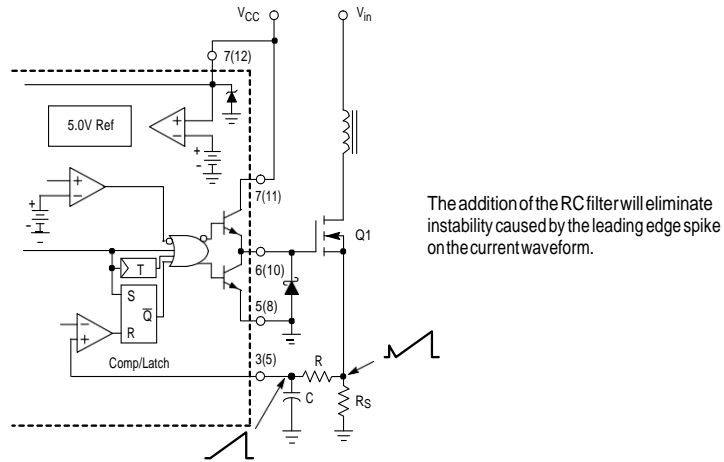 VCC
Vin
7(12)
5.0V Ref
+
–
+
–
+
–
+
–
7(11)
The addition of the RC filter will eliminate
instability caused by the leading edge spike
on the current waveform.
Q1
T
6(10)
S
Q
R
5(8)
–
+
Comp/Latch
3(5)
R
C
RS